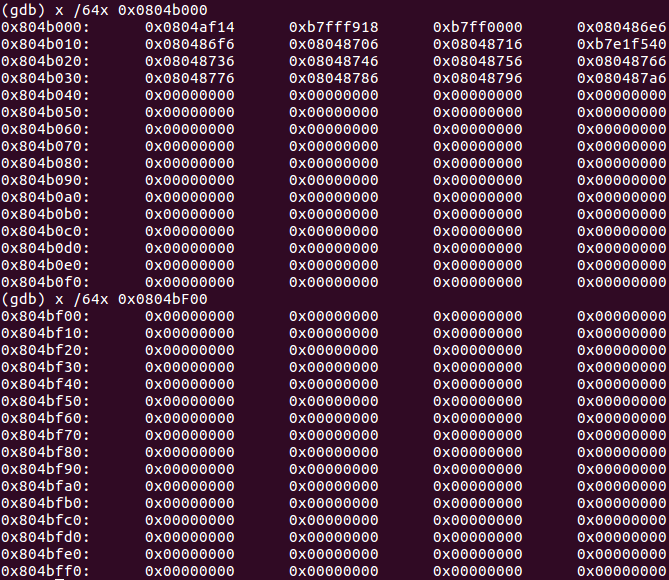 (gdb) x /64x 0x0804b000
0x804b000: 0x0804af14 0xb7fff918 0xb7ff0000 0x080486e6
0x804b010: 0x080486f6 0x08048706 0x08048716 0xb7e1f540
0x804b020: 0x08048736 0x08048746 0x08048756 0x08048766
0x804b030: 0x08048776 0x08048786 0x08048796 0x080487a6
0x804b040: 0x00000000 0x00000000 0x00000000 0x00000000
0x804b050: 0x00000000 0x00000000 0x00000000 0x00000000
0x804b060: 0x00000000 0x00000000 0x00000000 0x00000000
0x804b070: 0x00000000 0x00000000 0x00000000 0x00000000
0x804b080: 0x00000000 0x00000000 0x00000000 0x00000000
0x804b090: 0x00000000 0x00000000 0x00000000 0x00000000
0x804b0a0: 0x00000000 0x00000000 0x00000000 0x00000000
0x804b0b0: 0x00000000 0x00000000 0x00000000 0x00000000
0x804b0c0: 0x00000000 0x00000000 0x00000000 0x00000000
0x804b0d0: 0x00000000 0x00000000 0x00000000 0x00000000
0x804b0e0: 0x00000000 0x00000000 0x00000000 0x00000000
0x804b0f0: 0x00000000 0x00000000 0x00000000 0x00000000
(gdb) x /64x 0x0804bF00
0x804bf00: 0x00000000 0x00000000 0x00000000 0x00000000
0x804bf10: 0x00000000 0x00000000 0x00000000 0x00000000
0x804bf20: 0x00000000 0x00000000 0x00000000 0x00000000
0x804bf30: 0x00000000 0x00000000 0x00000000 0x00000000
0x804bf40: 0x00000000 0x00000000 0x00000000 0x00000000
0x804bf50: 0x00000000 0x00000000 0x00000000 0x00000000
0x804bf60: 0x00000000 0x00000000 0x00000000 0x00000000
0x804bf70: 0x00000000 0x00000000 0x00000000 0x00000000
0x804bf80: 0x00000000 0x00000000 0x00000000 0x00000000
0x804bf90: 0x00000000 0x00000000 0x00000000 0x00000000
0x804bfa0: 0x00000000 0x00000000 0x00000000 0x00000000
0x804bfb0: 0x00000000 0x00000000 0x00000000 0x00000000
0x804bfc0: 0x00000000 0x00000000 0x00000000 0x00000000
0x804bfd0: 0x00000000 0x00000000 0x00000000 0x00000000
0x804bfe0: 0x00000000 0x00000000 0x00000000 0x00000000
0x804bff0: 0x00000000 0x00000000 0x00000000 0x00000000